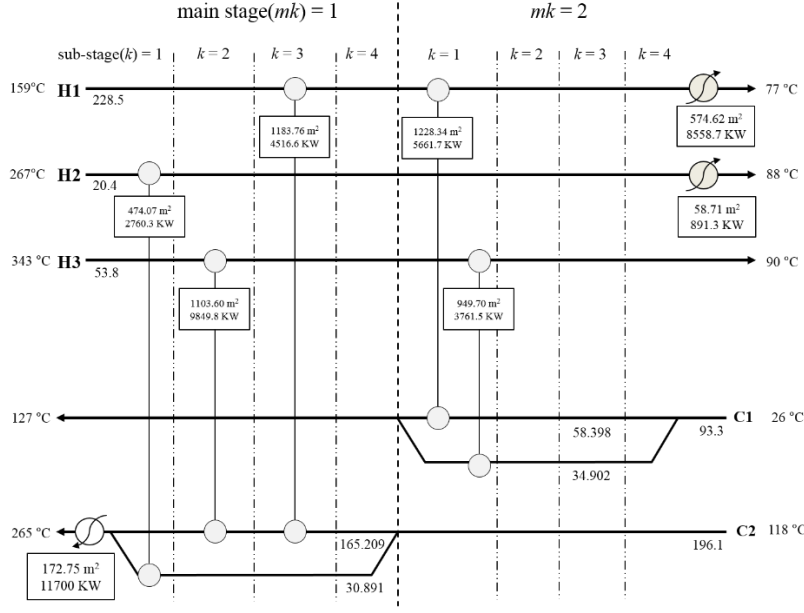 main stage(mk) = 1
mk = 2
sub-stage(k) = 1
k = 2
k = 3
k = 4
k = 1
k = 2
k = 3
k = 4
159°C H1
228.5
77 °C
1183.76 m²
4516.6 KW
1228.34 m²
5661.7 KW
574.62 m²
8558.7 KW
267°C H2
20.4
88 °C
474.07 m²
2760.3 KW
58.71 m²
891.3 KW
343 °C H3
53.8
90 °C
1103.60 m²
9849.8 KW
949.70 m²
3761.5 KW
127 °C
C1 26 °C
58.398
93.3
34.902
265 °C
C2 118 °C
165.209
196.1
172.75 m²
11700 KW
30.891